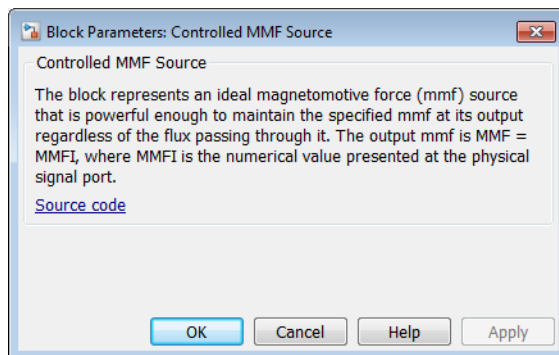 Block Parameters: Controlled MMF Source
Controlled MMF Source
The block represents an ideal magnetomotive force (mmf) source
that is powerful enough to maintain the specified mmf at its output
regardless of the flux passing through it. The output mmf is MMF =
MMFI, where MMFI is the numerical value presented at the physical
signal port.
Source code
OK Cancel Help Apply